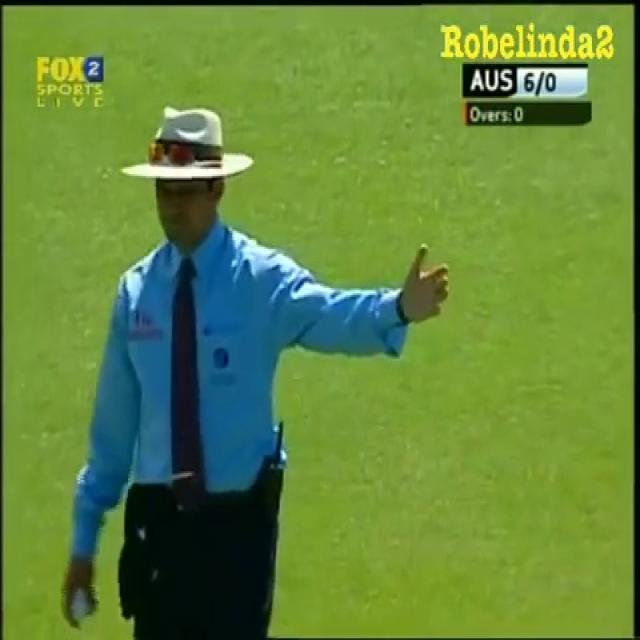 Robelinda2
FOX 2
SPORTS
LIVE
AUS 6/0
Overs: 0